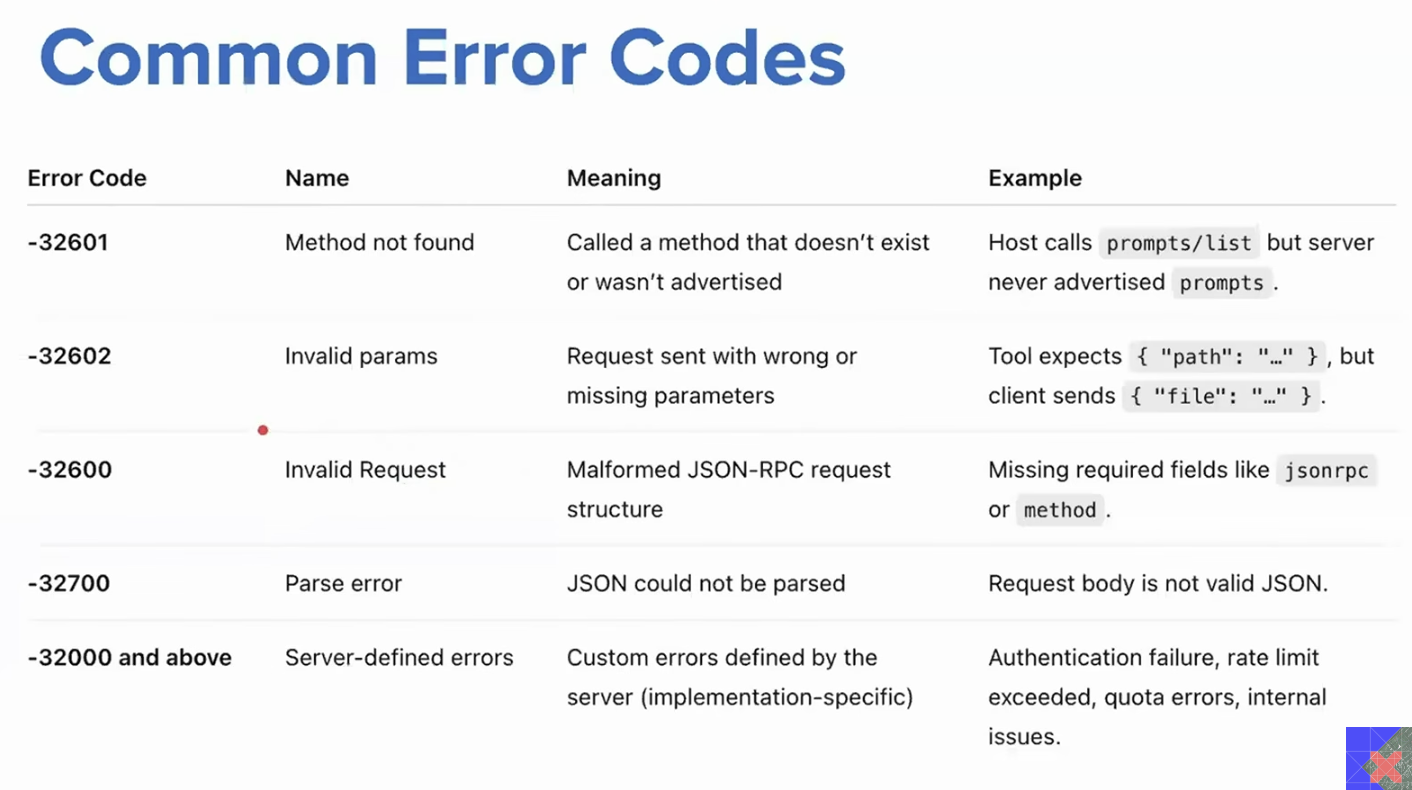 Common Error Codes
Error Code Name Meaning Example
-32601 Method not found Called a method that doesn’t exist Host calls prompts/list but server
or wasn’t advertised never advertised prompts.
-32602 Invalid params Request sent with wrong or Tool expects { "path": "…" }, but
missing parameters client sends { "file": "…" }.
-32600 Invalid Request Malformed JSON-RPC request Missing required fields like jsonrpc
structure or method.
-32700 Parse error JSON could not be parsed Request body is not valid JSON.
-32000 and above Server-defined errors Custom errors defined by the Authentication failure, rate limit
server (implementation-specific) exceeded, quota errors, internal
issues.